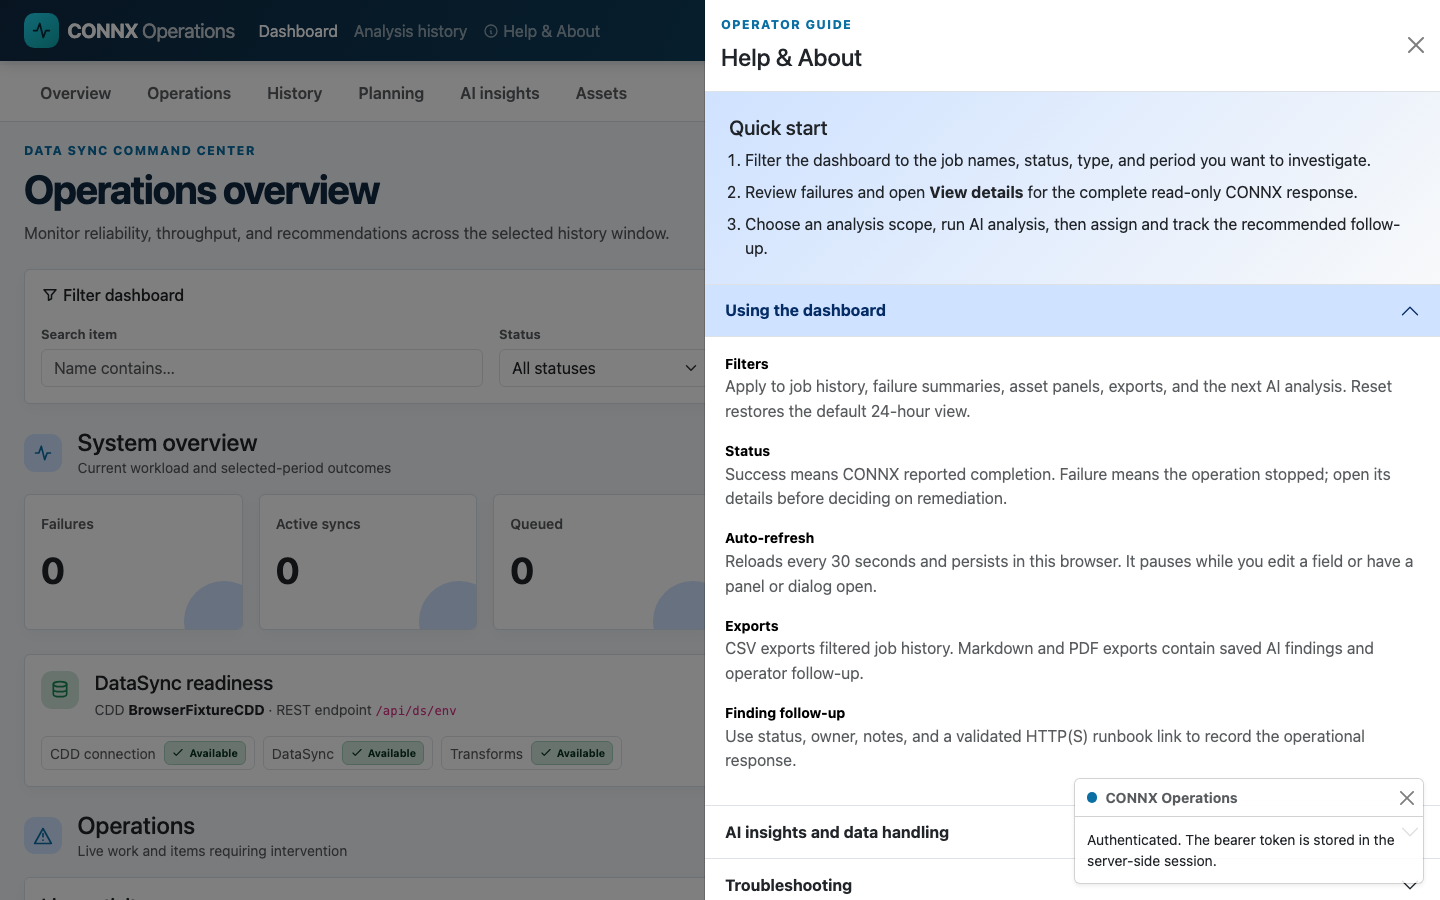 CONNX Operations
Dashboard
Analysis history
Help & About
Overview
Operations
History
Planning
AI insights
Assets
DATA SYNC COMMAND CENTER
Operations overview
Monitor reliability, throughput, and recommendations across the selected history window.
Filter dashboard
Search item
Status
Name contains...
All statuses
System overview
Current workload and selected-period outcomes
Failures
0
Active syncs
0
Queued
0
DataSync readiness
CDD BrowserFixtureCDD · REST endpoint /api/ds/env
CDD connection
Available
DataSync
Available
Transforms
Available
Operations
Live work and items requiring intervention
OPERATOR GUIDE
Help & About
Quick start
1. Filter the dashboard to the job names, status, type, and period you want to investigate.
2. Review failures and open View details for the complete read-only CONNX response.
3. Choose an analysis scope, run AI analysis, then assign and track the recommended follow-
up.
Using the dashboard
Filters
Apply to job history, failure summaries, asset panels, exports, and the next AI analysis. Reset
restores the default 24-hour view.
Status
Success means CONNX reported completion. Failure means the operation stopped; open its
details before deciding on remediation.
Auto-refresh
Reloads every 30 seconds and persists in this browser. It pauses while you edit a field or have a
panel or dialog open.
Exports
CSV exports filtered job history. Markdown and PDF exports contain saved AI findings and
operator follow-up.
Finding follow-up
Use status, owner, notes, and a validated HTTP(S) runbook link to record the operational
response.
AI insights and data handling
Troubleshooting
CONNX Operations
Authenticated. The bearer token is stored in the
server-side session.